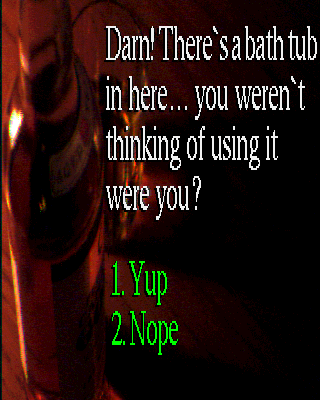 Darn! There`s a bath tub
in here... you weren`t
thinking of using it
were you?
1. Yup
2. Nope